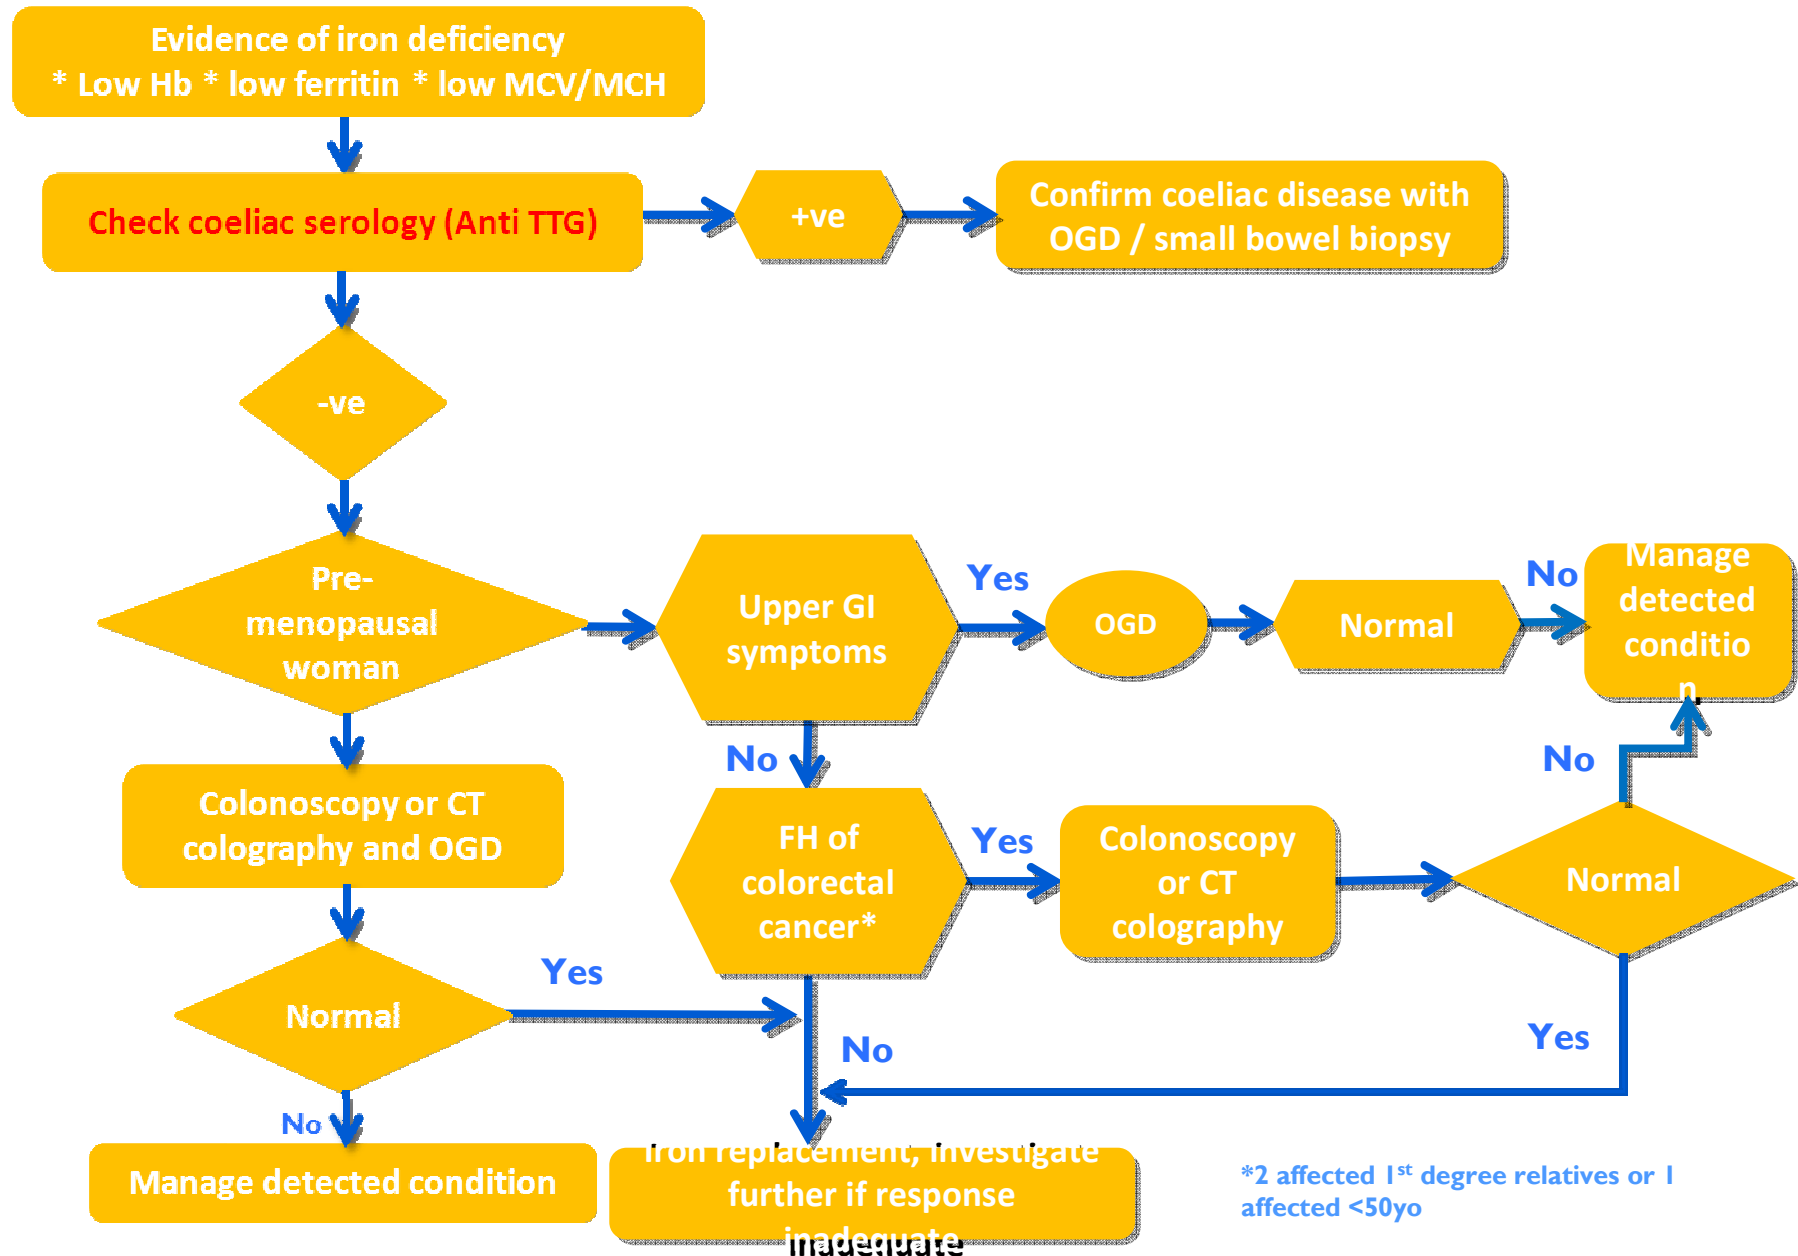 Evidence of iron deficiency
* Low Hb * low ferritin * low MCV/MCH
Check coeliac serology (Anti TTG)
+ve
Confirm coeliac disease with
OGD / small bowel biopsy
-ve
Pre-
menopausal
woman
Upper GI
symptoms
Yes
OGD
Normal
No
Manage
detected
conditio
n
No
No
Colonoscopy or CT
colography and OGD
FH of
colorectal
cancer*
Yes
Colonoscopy
or CT
colography
Normal
Normal
Yes
No
Yes
No
Manage detected condition
Iron replacement, investigate
further if response
inadequate
*2 affected 1st degree relatives or 1
affected <50yo